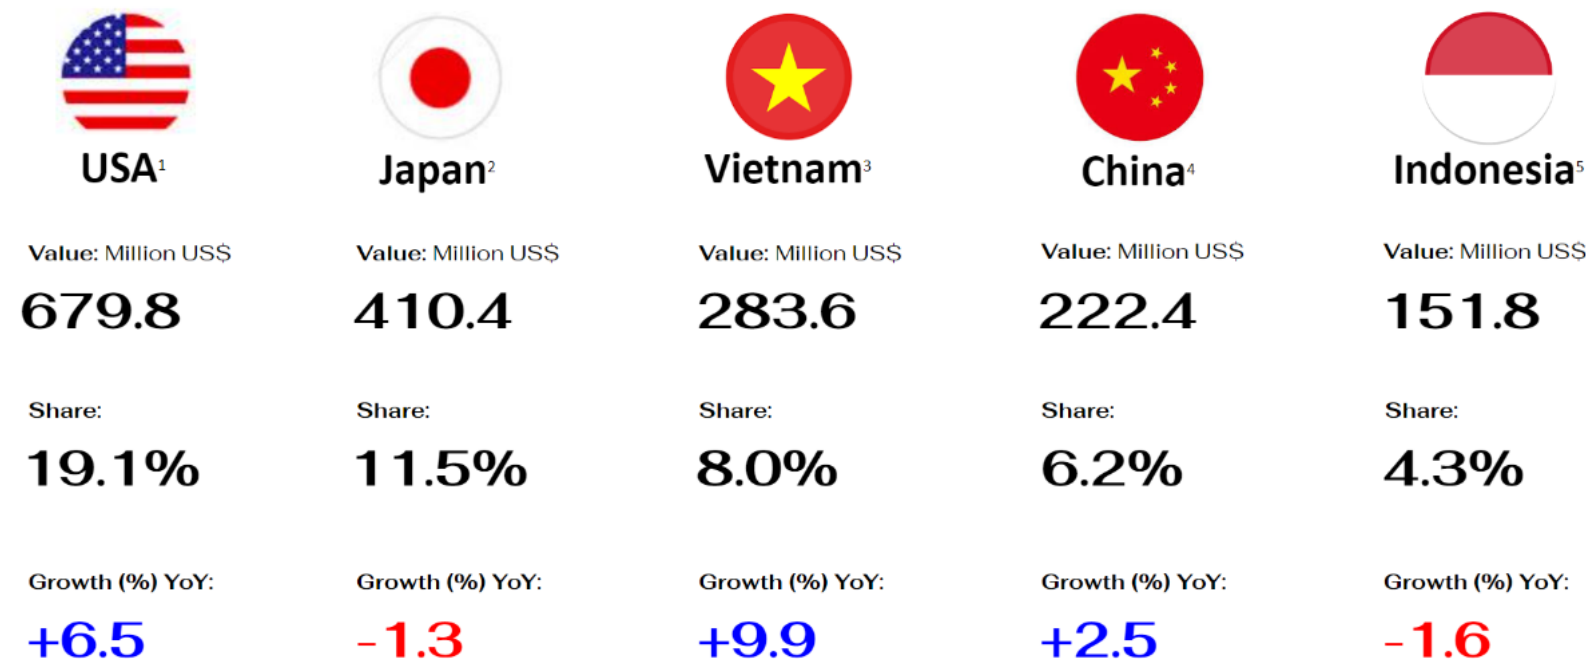 USA1
Japan2
Vietnam3
China4
Indonesia5
Value: Million US$
Value: Million US$
Value: Million US$
Value: Million US$
Value: Million US$
679.8
410.4
283.6
222.4
151.8
Share:
Share:
Share:
Share:
Share:
19.1%
11.5%
8.0%
6.2%
4.3%
Growth (%) YoY:
Growth (%) YoY:
Growth (%) YoY:
Growth (%) YoY:
Growth (%) YoY:
+6.5
-1.3
+9.9
+2.5
-1.6